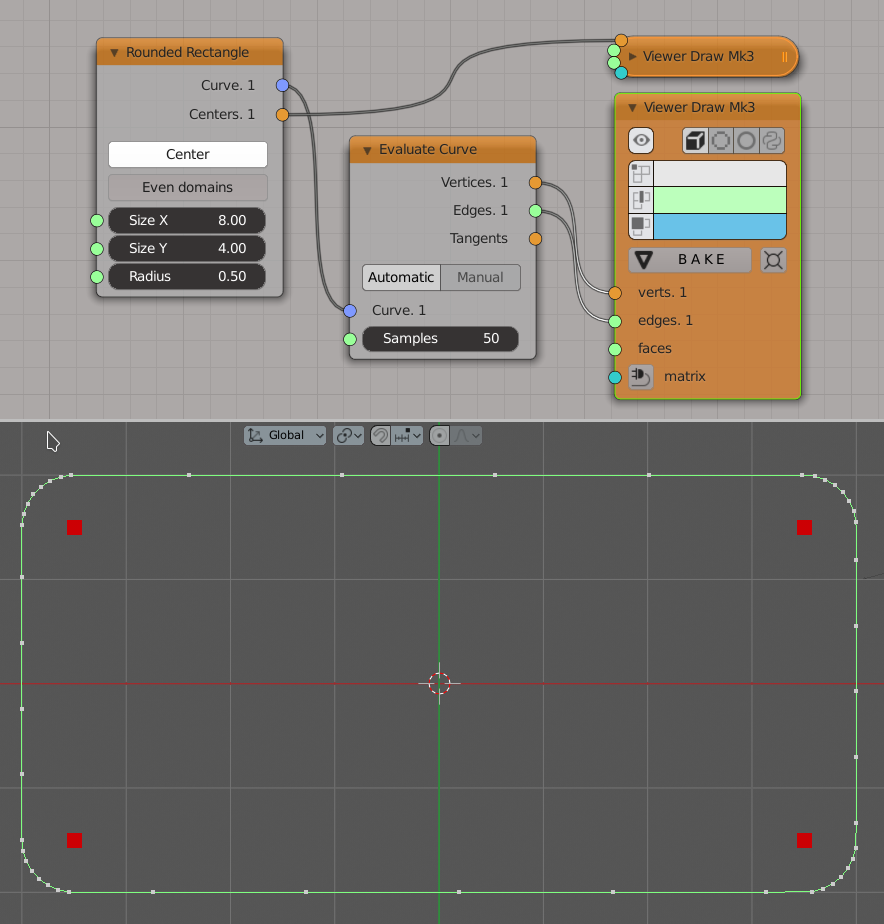 Rounded Rectangle
Curve. 1
Centers. 1
Center
Even domains
Size X 8.00
Size Y 4.00
Radius 0.50
Evaluate Curve
Vertices. 1
Edges. 1
Tangents
Automatic Manual
Curve. 1
Samples 50
Viewer Draw Mk3
Viewer Draw Mk3
BAKE
verts. 1
edges. 1
faces
matrix
Global